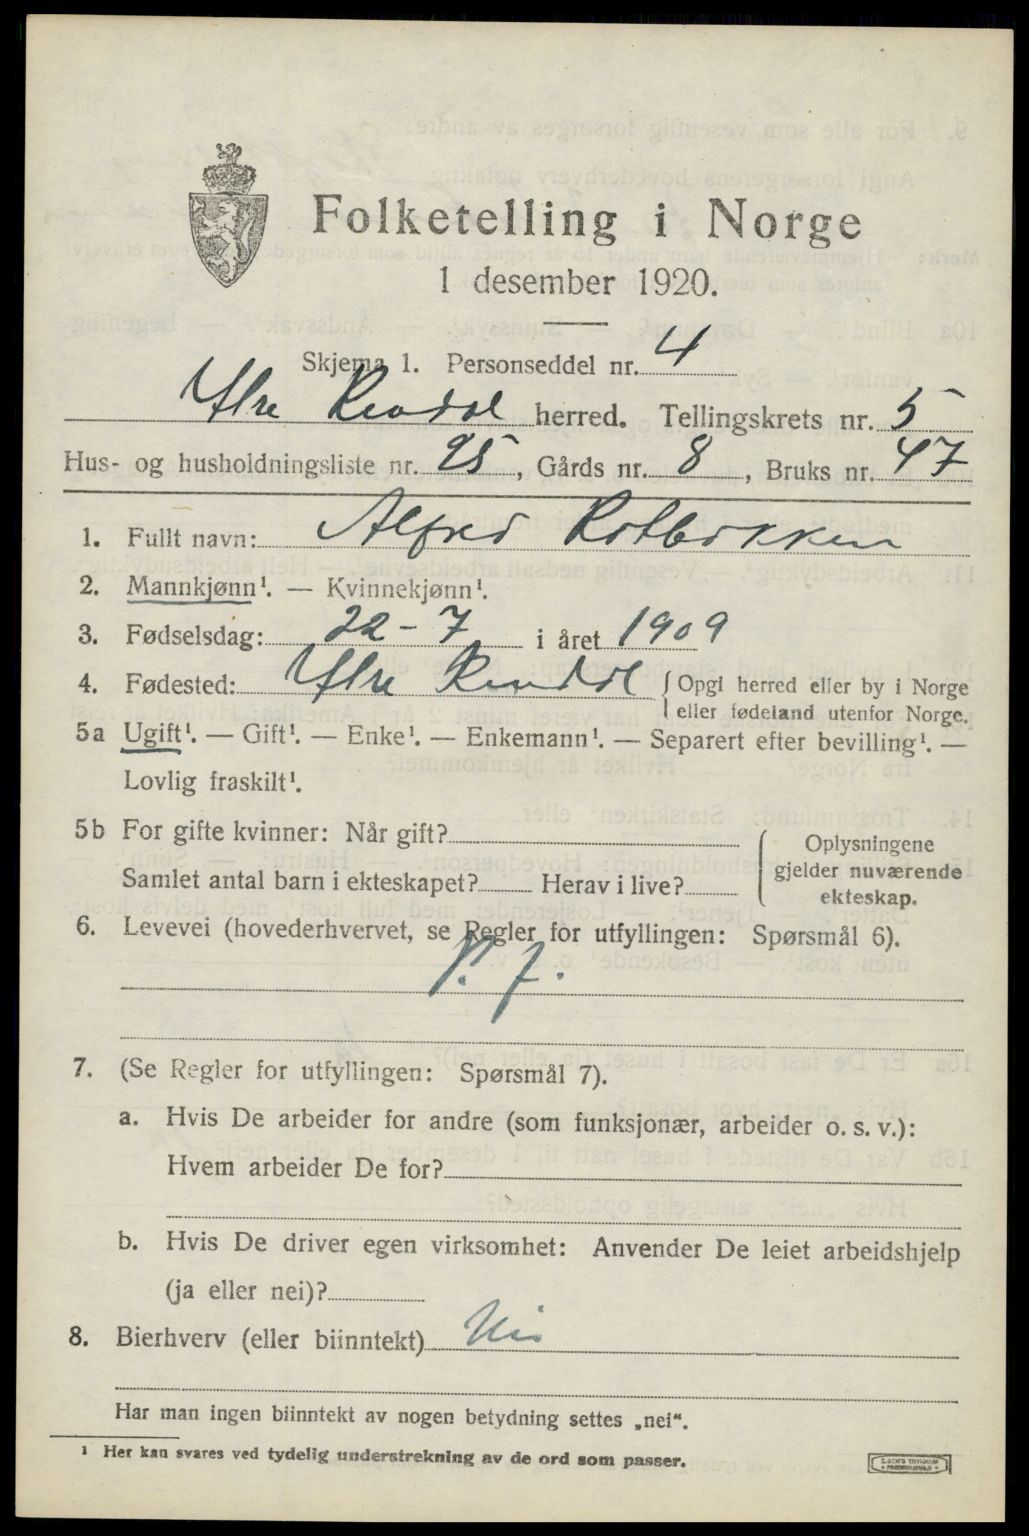 Folketelling i Norge
1 desember 1920.
Skjema 1. Personseddel nr. 4
Ytre Rendal herred. Tellingskrets nr. 5
Hus- og husholdningsliste nr. 25, Gårds nr. 8, Bruks nr. 47
1. Fullt navn: Alfred Rotbakken
2. Mannkjønn¹. — Kvinnekjønn¹.
3. Fødselsdag: 22-7 i året 1909
4. Fødested: Ytre Rendal {Opgi herred eller by i Norge
eller fødeland utenfor Norge.
5a Ugift¹. — Gift¹. — Enke¹. — Enkemann¹. — Separert efter bevilling¹. —
Lovlig fraskilt¹.
5b For gifte kvinner: Når gift?
Samlet antal barn i ekteskapet? Herav i live?
Oplysningene
gjelder nuværende
ekteskap.
6. Levevei (hovederhvervet, se Regler for utfyllingen: Spørsmål 6).
7. (Se Regler for utfyllingen: Spørsmål 7).
a. Hvis De arbeider for andre (som funksjonær, arbeider o. s. v.):
Hvem arbeider De for?
b. Hvis De driver egen virksomhet: Anvender De leiet arbeidshjelp
(ja eller nei)?
8. Bierhverv (eller biinntekt) Nei
Har man ingen biinntekt av nogen betydning settes „nei".
¹ Her kan svares ved tydelig understrekning av de ord som passer.